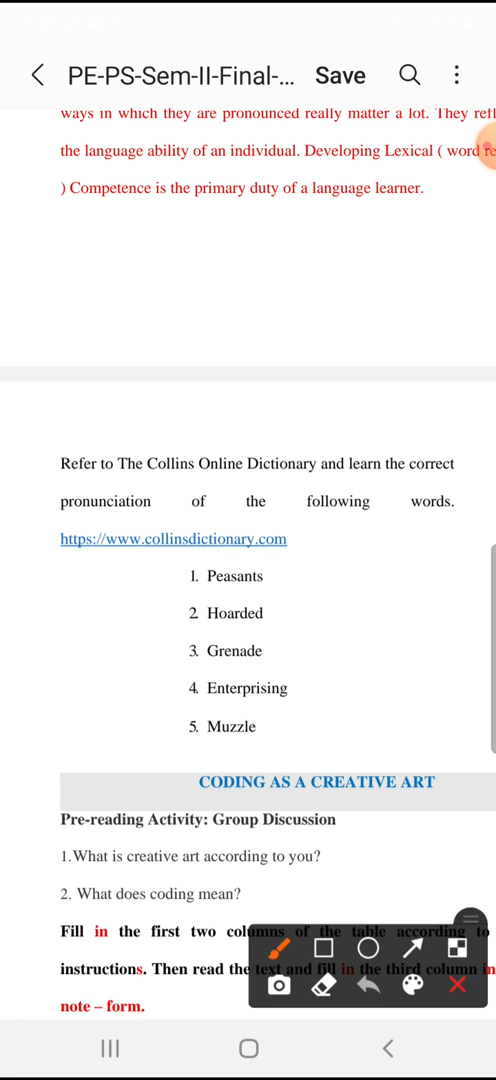 PE-PS-Sem-II-Final-... Save
ways in which they are pronounced really matter a lot. They refl
the language ability of an individual. Developing Lexical ( word re
) Competence is the primary duty of a language learner.
Refer to The Collins Online Dictionary and learn the correct
pronunciation of the following words.
https://www.collinsdictionary.com
1. Peasants
2. Hoarded
3. Grenade
4. Enterprising
5. Muzzle
CODING AS A CREATIVE ART
Pre-reading Activity: Group Discussion
1.What is creative art according to you?
2. What does coding mean?
Fill in the first two columns of the table according to
instructions. Then read the text and fill in the third column in
note – form.